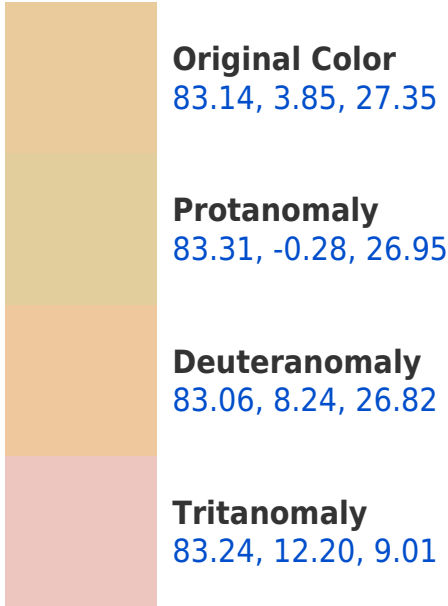 Original Color
83.14, 3.85, 27.35
Protanomaly
83.31, -0.28, 26.95
Deuteranomaly
83.06, 8.24, 26.82
Tritanomaly
83.24, 12.20, 9.01